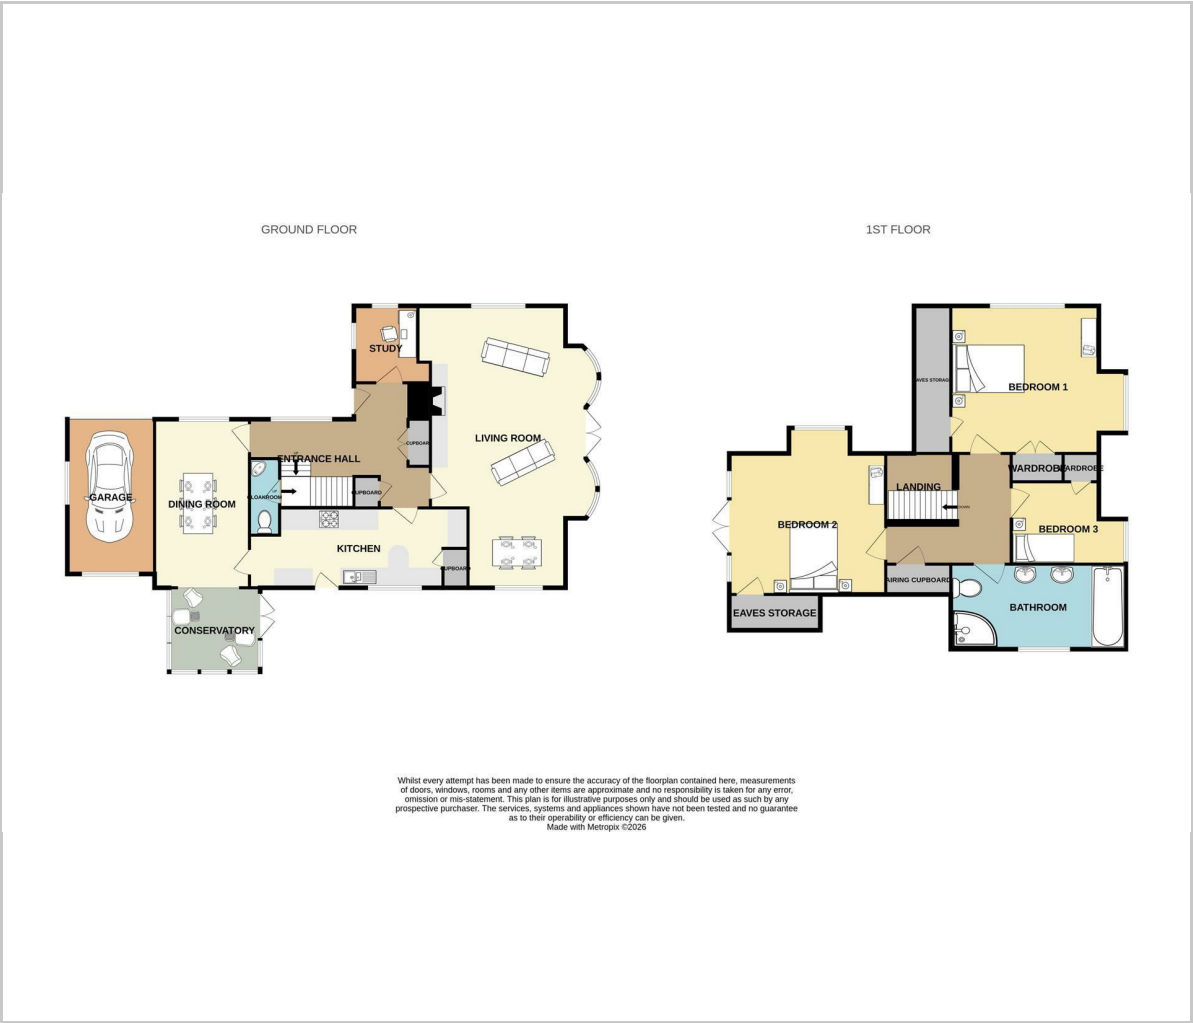 GROUND FLOOR
1ST FLOOR
STUDY
LIVING ROOM
CUPBOARD
ENTRANCE HALL
UP
CUPBOARD
CLOAKROOM
UP
GARAGE
DINING ROOM
KITCHEN
CUPBOARD
CONSERVATORY
EAVES STORAGE
BEDROOM 1
WARDROBE
WARDROBE
LANDING
DOWN
BEDROOM 2
BEDROOM 3
AIRING CUPBOARD
EAVES STORAGE
BATHROOM
Whilst every attempt has been made to ensure the accuracy of the floorplan contained here, measurements
of doors, windows, rooms and any other items are approximate and no responsibility is taken for any error,
omission or mis-statement. This plan is for illustrative purposes only and should be used as such by any
prospective purchaser. The services, systems and appliances shown have not been tested and no guarantee
as to their operability or efficiency can be given.
Made with Metropix ©2026